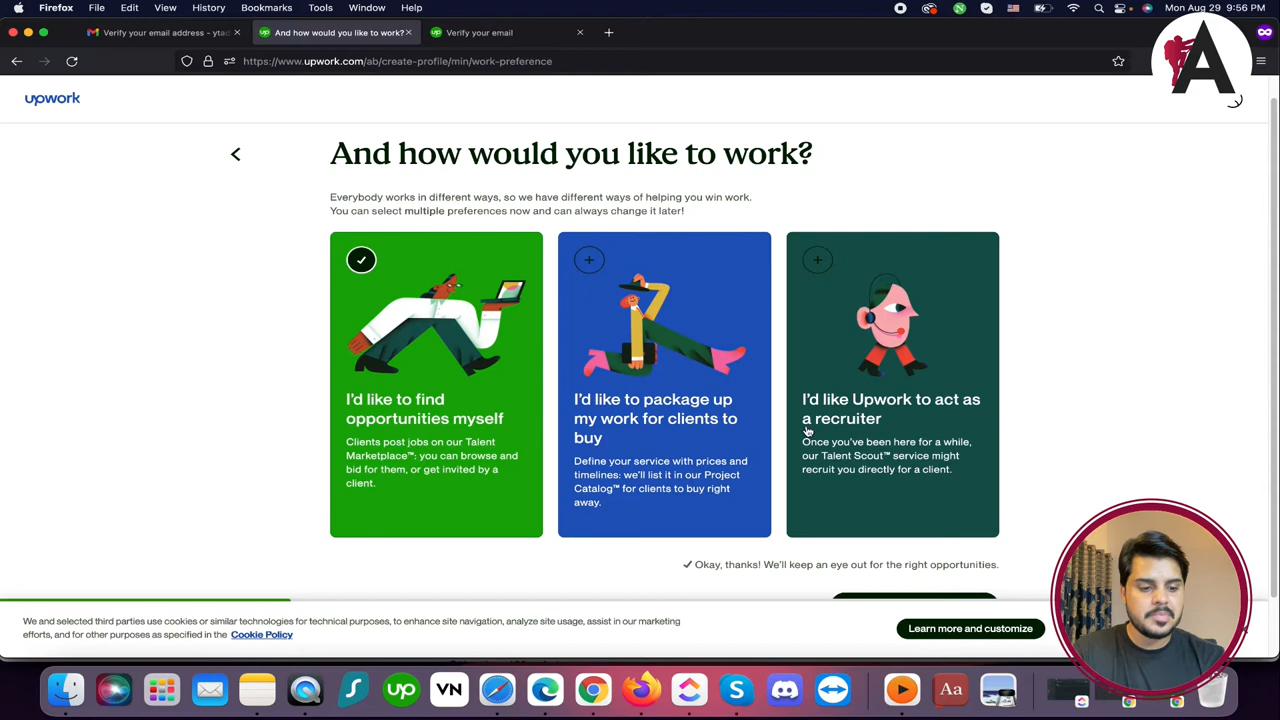 Firefox File Edit View History Bookmarks Tools Window Help
Mon Aug 29 9:56 PM
Verify your email address - ytad
And how would you like to work?
Verify your email
https://www.upwork.com/ab/create-profile/min/work-preference
A
upwork
And how would you like to work?
Everybody works in different ways, so we have different ways of helping you win work.
You can select multiple preferences now and can always change it later!
I'd like to find
opportunities myself
Clients post jobs on our Talent
Marketplace™: you can browse and
bid for them, or get invited by a
client.
I'd like to package up
my work for clients to
buy
Define your service with prices and
timelines: we'll list it in our Project
Catalog™ for clients to buy right
away.
I'd like Upwork to act as
a recruiter
Once you've been here for a while,
our Talent Scout™ service might
recruit you directly for a client.
Okay, thanks! We'll keep an eye out for the right opportunities.
We and selected third parties use cookies or similar technologies for technical purposes, to enhance site navigation, analyze site usage, assist in our marketing
efforts, and for other purposes as specified in the Cookie Policy
Learn more and customize
up
VN
Aa